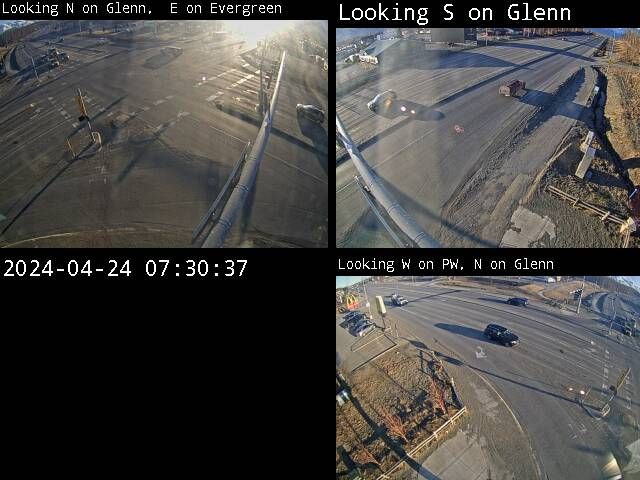 Looking N on Glenn,  E on Evergreen
Looking S on Glenn
2024-04-24 07:30:37
Looking W on PW, N on Glenn